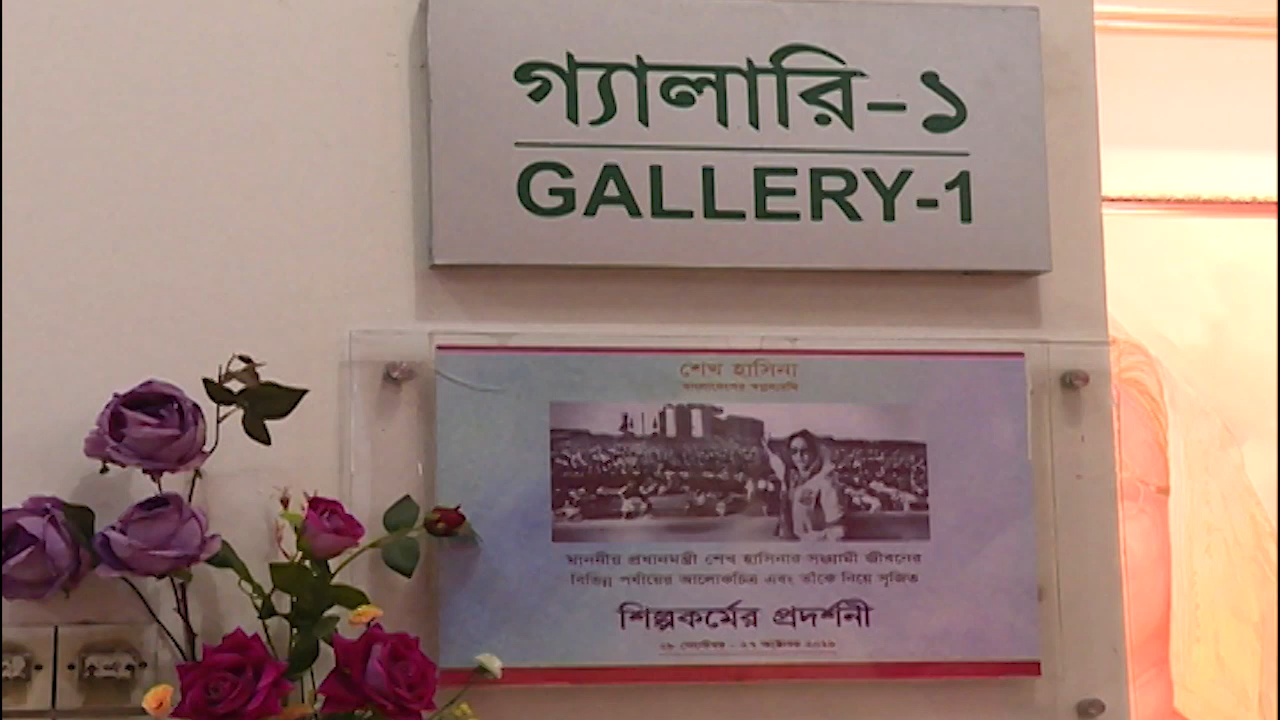 গ্যালারি-১
GALLERY-1
শেখ হাসিনা
মাননীয় প্রধানমন্ত্রী শেখ হাসিনার সংগ্রামী জীবনের
বিভিন্ন পর্যায়ের আলোকচিত্র এবং তাঁকে নিয়ে সৃজিত
শিল্পকর্মের প্রদর্শনী